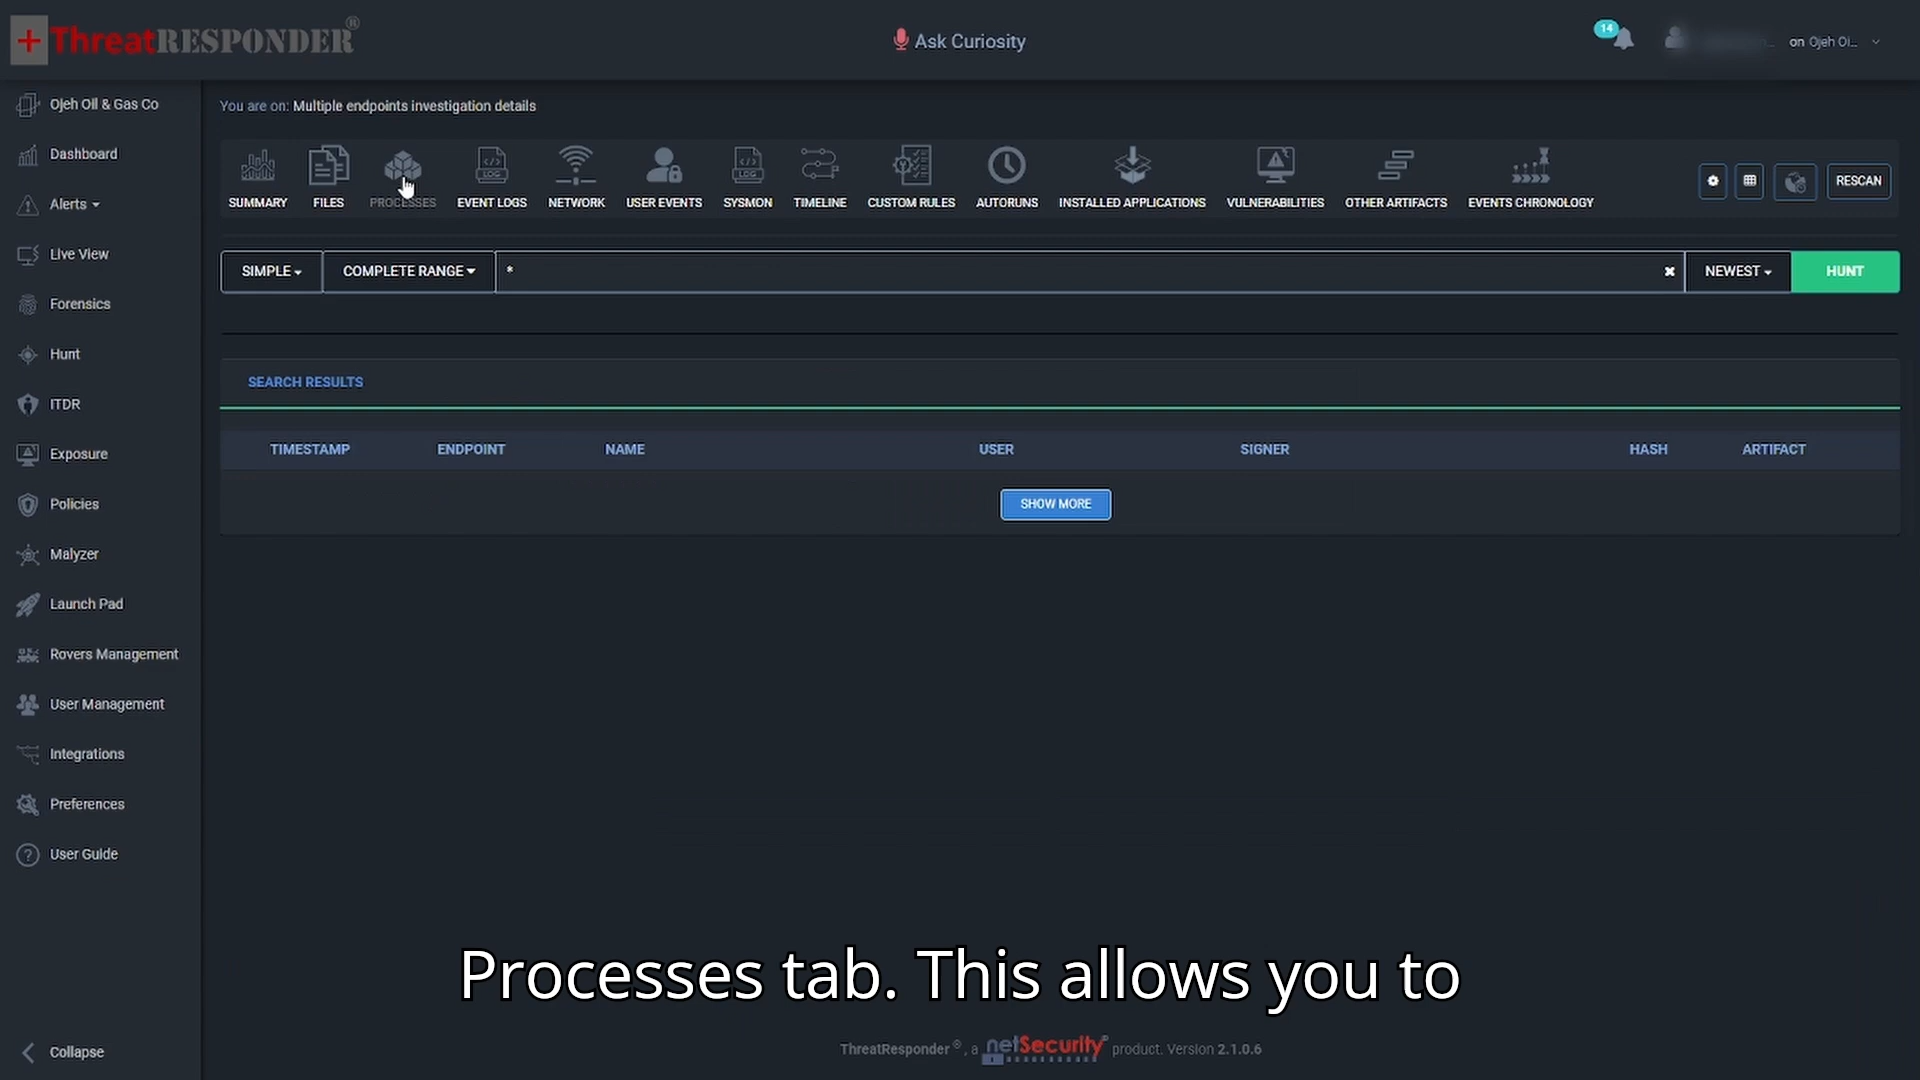 +ThreatRESPONDER®
Ask Curiosity
14
on Ojeh Oi...
Ojeh Oil & Gas Co
Dashboard
Alerts
Live View
Forensics
Hunt
ITDR
Exposure
Policies
Malyzer
Launch Pad
Rovers Management
User Management
Integrations
Preferences
User Guide
Collapse
You are on: Multiple endpoints investigation details
SUMMARY FILES PROCESSES EVENT LOGS NETWORK USER EVENTS SYSMON TIMELINE CUSTOM RULES AUTORUNS INSTALLED APPLICATIONS VULNERABILITIES OTHER ARTIFACTS EVENTS CHRONOLOGY
RESCAN
SIMPLE COMPLETE RANGE * NEWEST HUNT
SEARCH RESULTS
TIMESTAMP ENDPOINT NAME USER SIGNER HASH ARTIFACT
SHOW MORE
Processes tab. This allows you to
ThreatResponder ®, a netSecurity® product. Version 2.1.0.6